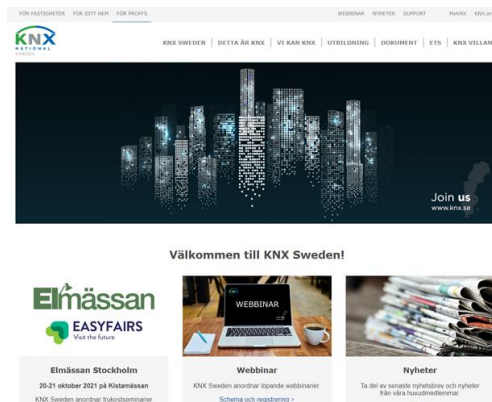 FÖR FASTIGHETER FÖR DITT HEM FÖR PROFFS WEBBINAR NYHETER SUPPORT MyKNX
KNX
NATIONAL
SWEDEN
KNX SWEDEN DETTA ÄR KNX VI KAN KNX UTBILDNING DOKUMENT ETS KNX VILLAN
Join us
www.knx.se
Välkommen till KNX Sweden!
Elmässan
EASYFAIRS
Visit the future
WEBBINAR
Elmässan Stockholm
Webbinar
Nyheter
20-21 oktober 2021 på Kistamässan
KNX Sweden anordnar löpande webbinarier.
Ta del av senaste nyhetsbrev och nyheter
från våra huvudmedlemmar.
KNX Sweden anordnar frukostseminarier
Schema och registrering >